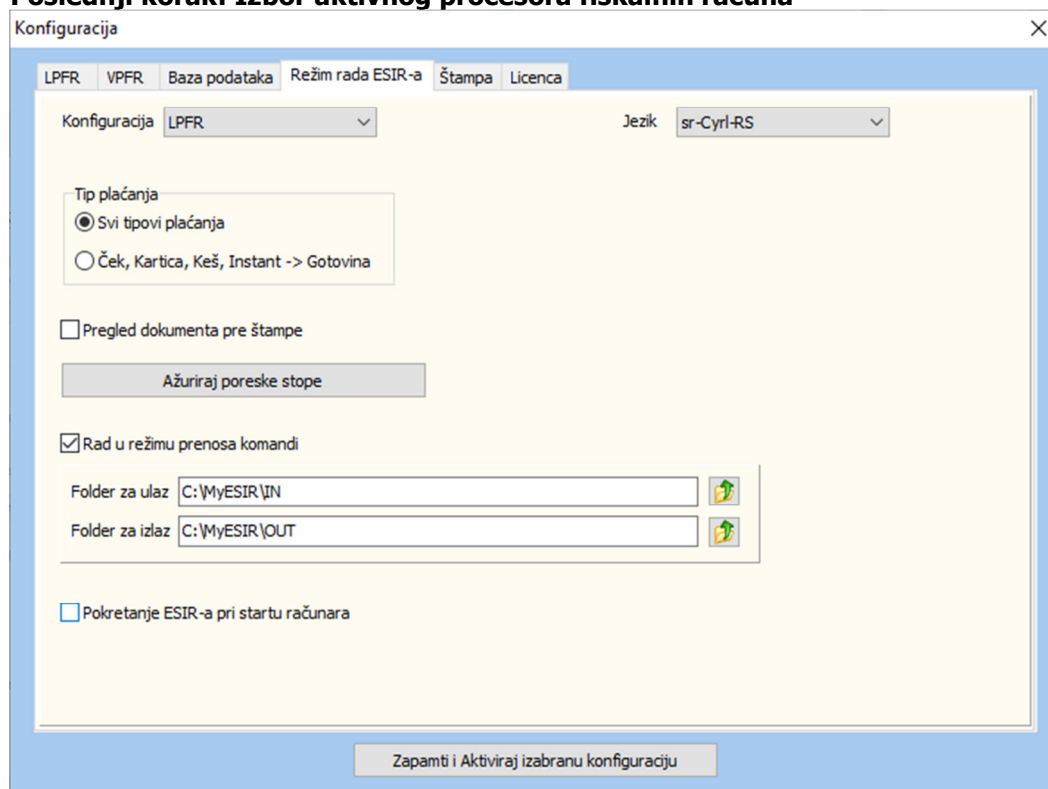 Poslednji korak: Izbor aktivnog procesora fiskalnih računa
Konfiguracija
LPFR VPFR Baza podataka Režim rada ESIR-a Štampa Licenca
Konfiguracija LPFR Jezik sr-Cyrl-RS
Tip plaćanja
Svi tipovi plaćanja
Ček, Kartica, Keš, Instant -> Gotovina
Pregled dokumenta pre štampe
Ažuriraj poreske stope
Rad u režimu prenosa komandi
Folder za ulaz C:\MyESIR\IN
Folder za izlaz C:\MyESIR\OUT
Pokretanje ESIR-a pri startu računara
Zapamti i Aktiviraj izabranu konfiguraciju